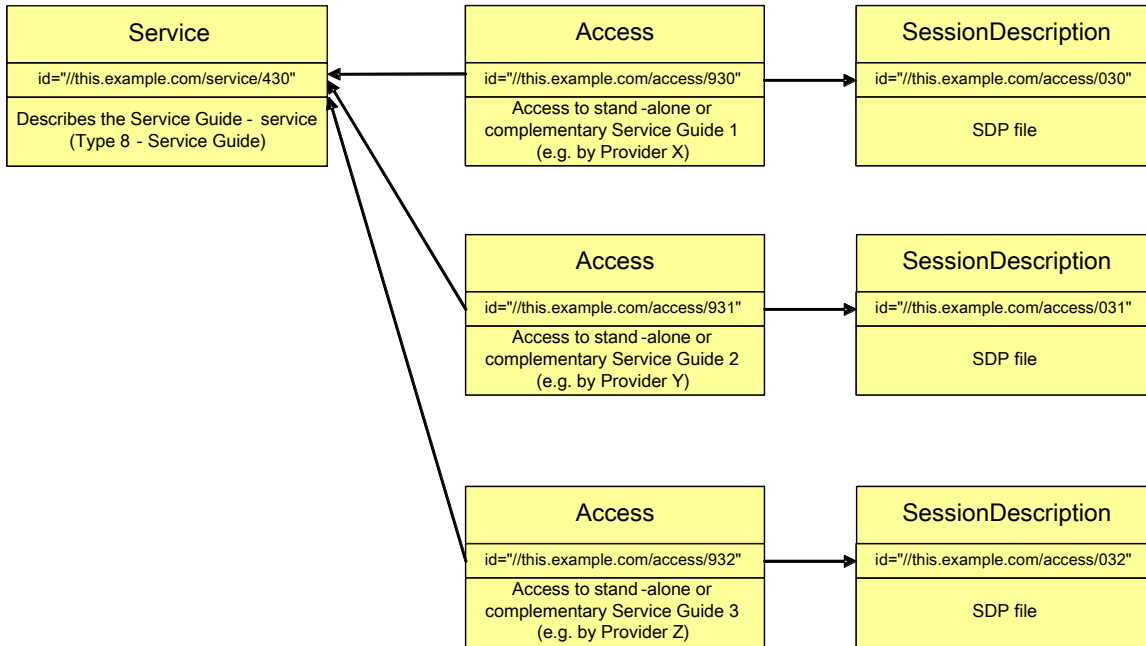 Service
id="//this.example.com/service/430"
Describes the Service Guide - service
(Type 8 - Service Guide)
Access
id="//this.example.com/access/930"
Access to stand -alone or
complementary Service Guide 1
(e.g. by Provider X)
SessionDescription
id="//this.example.com/access/030"
SDP file
Access
id="//this.example.com/access/931"
Access to stand -alone or
complementary Service Guide 2
(e.g. by Provider Y)
SessionDescription
id="//this.example.com/access/031"
SDP file
Access
id="//this.example.com/access/932"
Access to stand -alone or
complementary Service Guide 3
(e.g. by Provider Z)
SessionDescription
id="//this.example.com/access/032"
SDP file